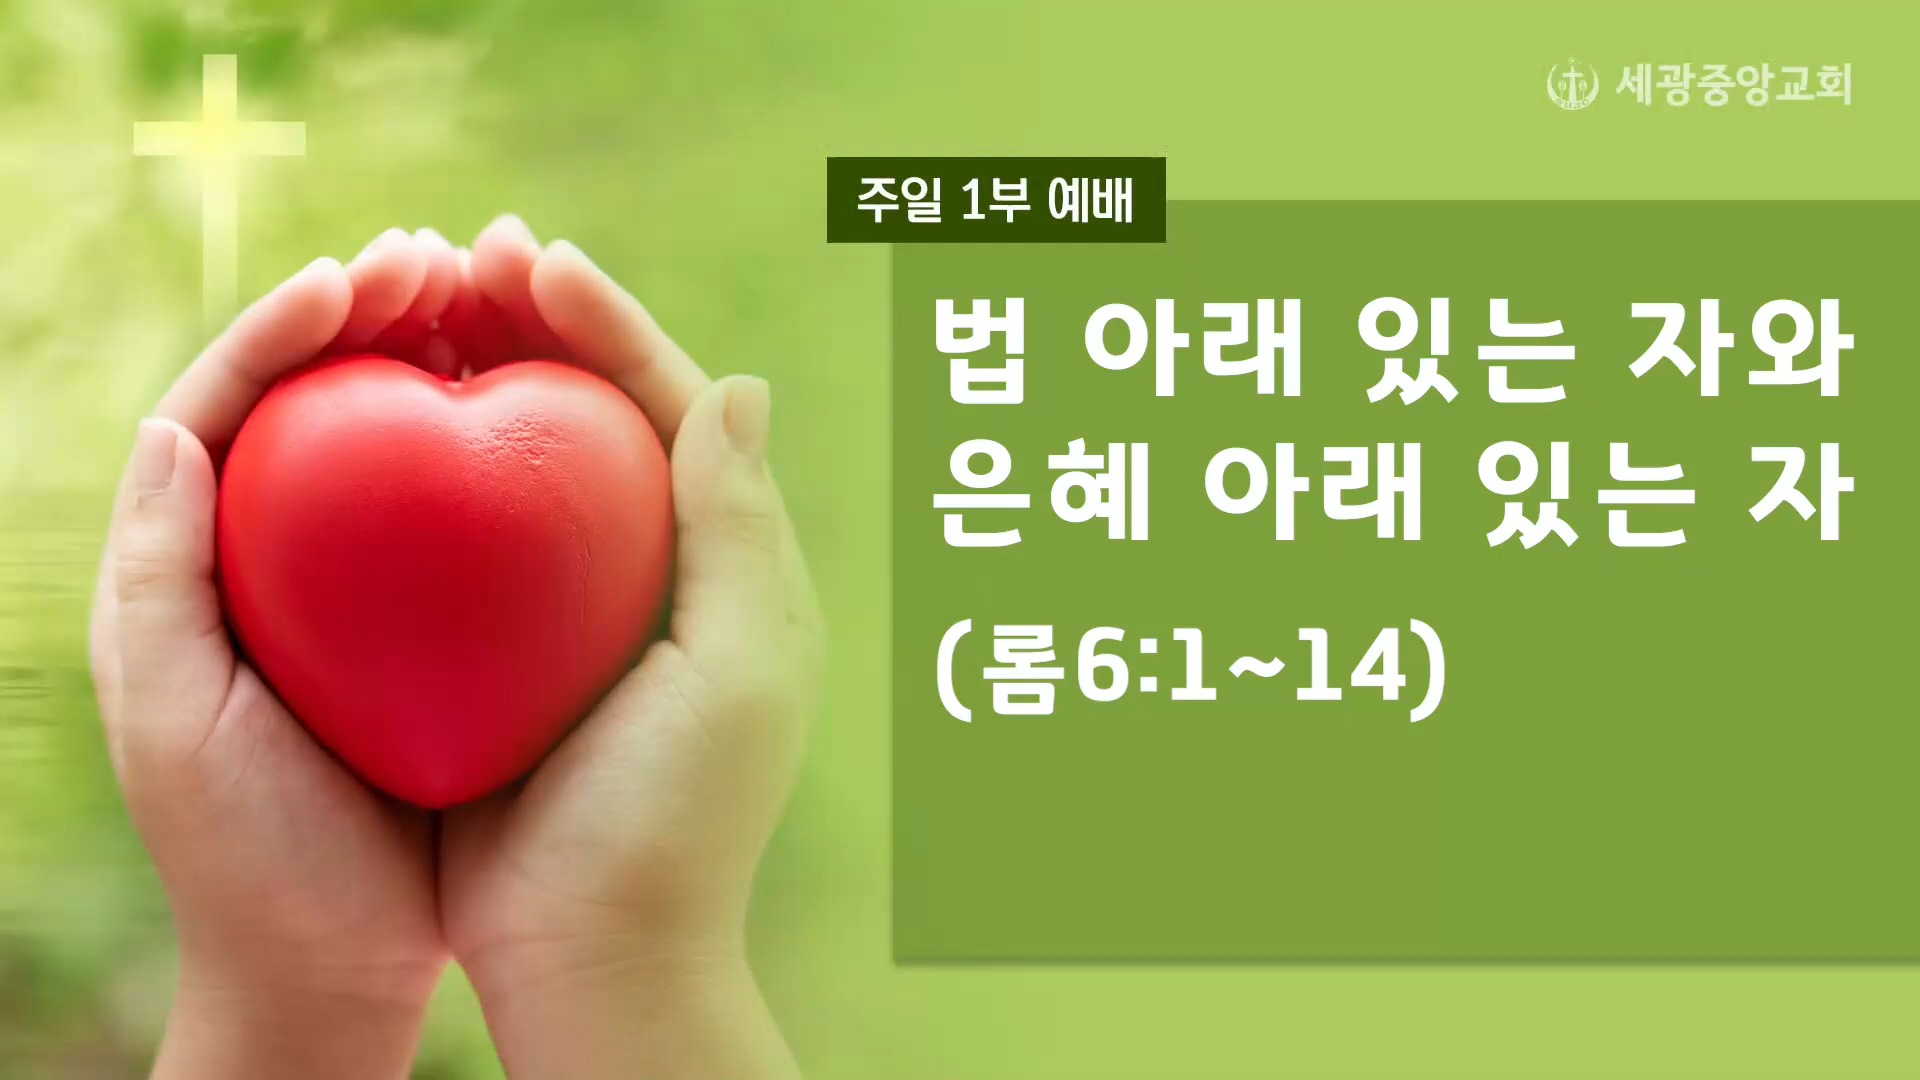 세광중앙교회
주일 1부 예배
법 아래 있는 자와
은혜 아래 있는 자
(롬6:1~14)